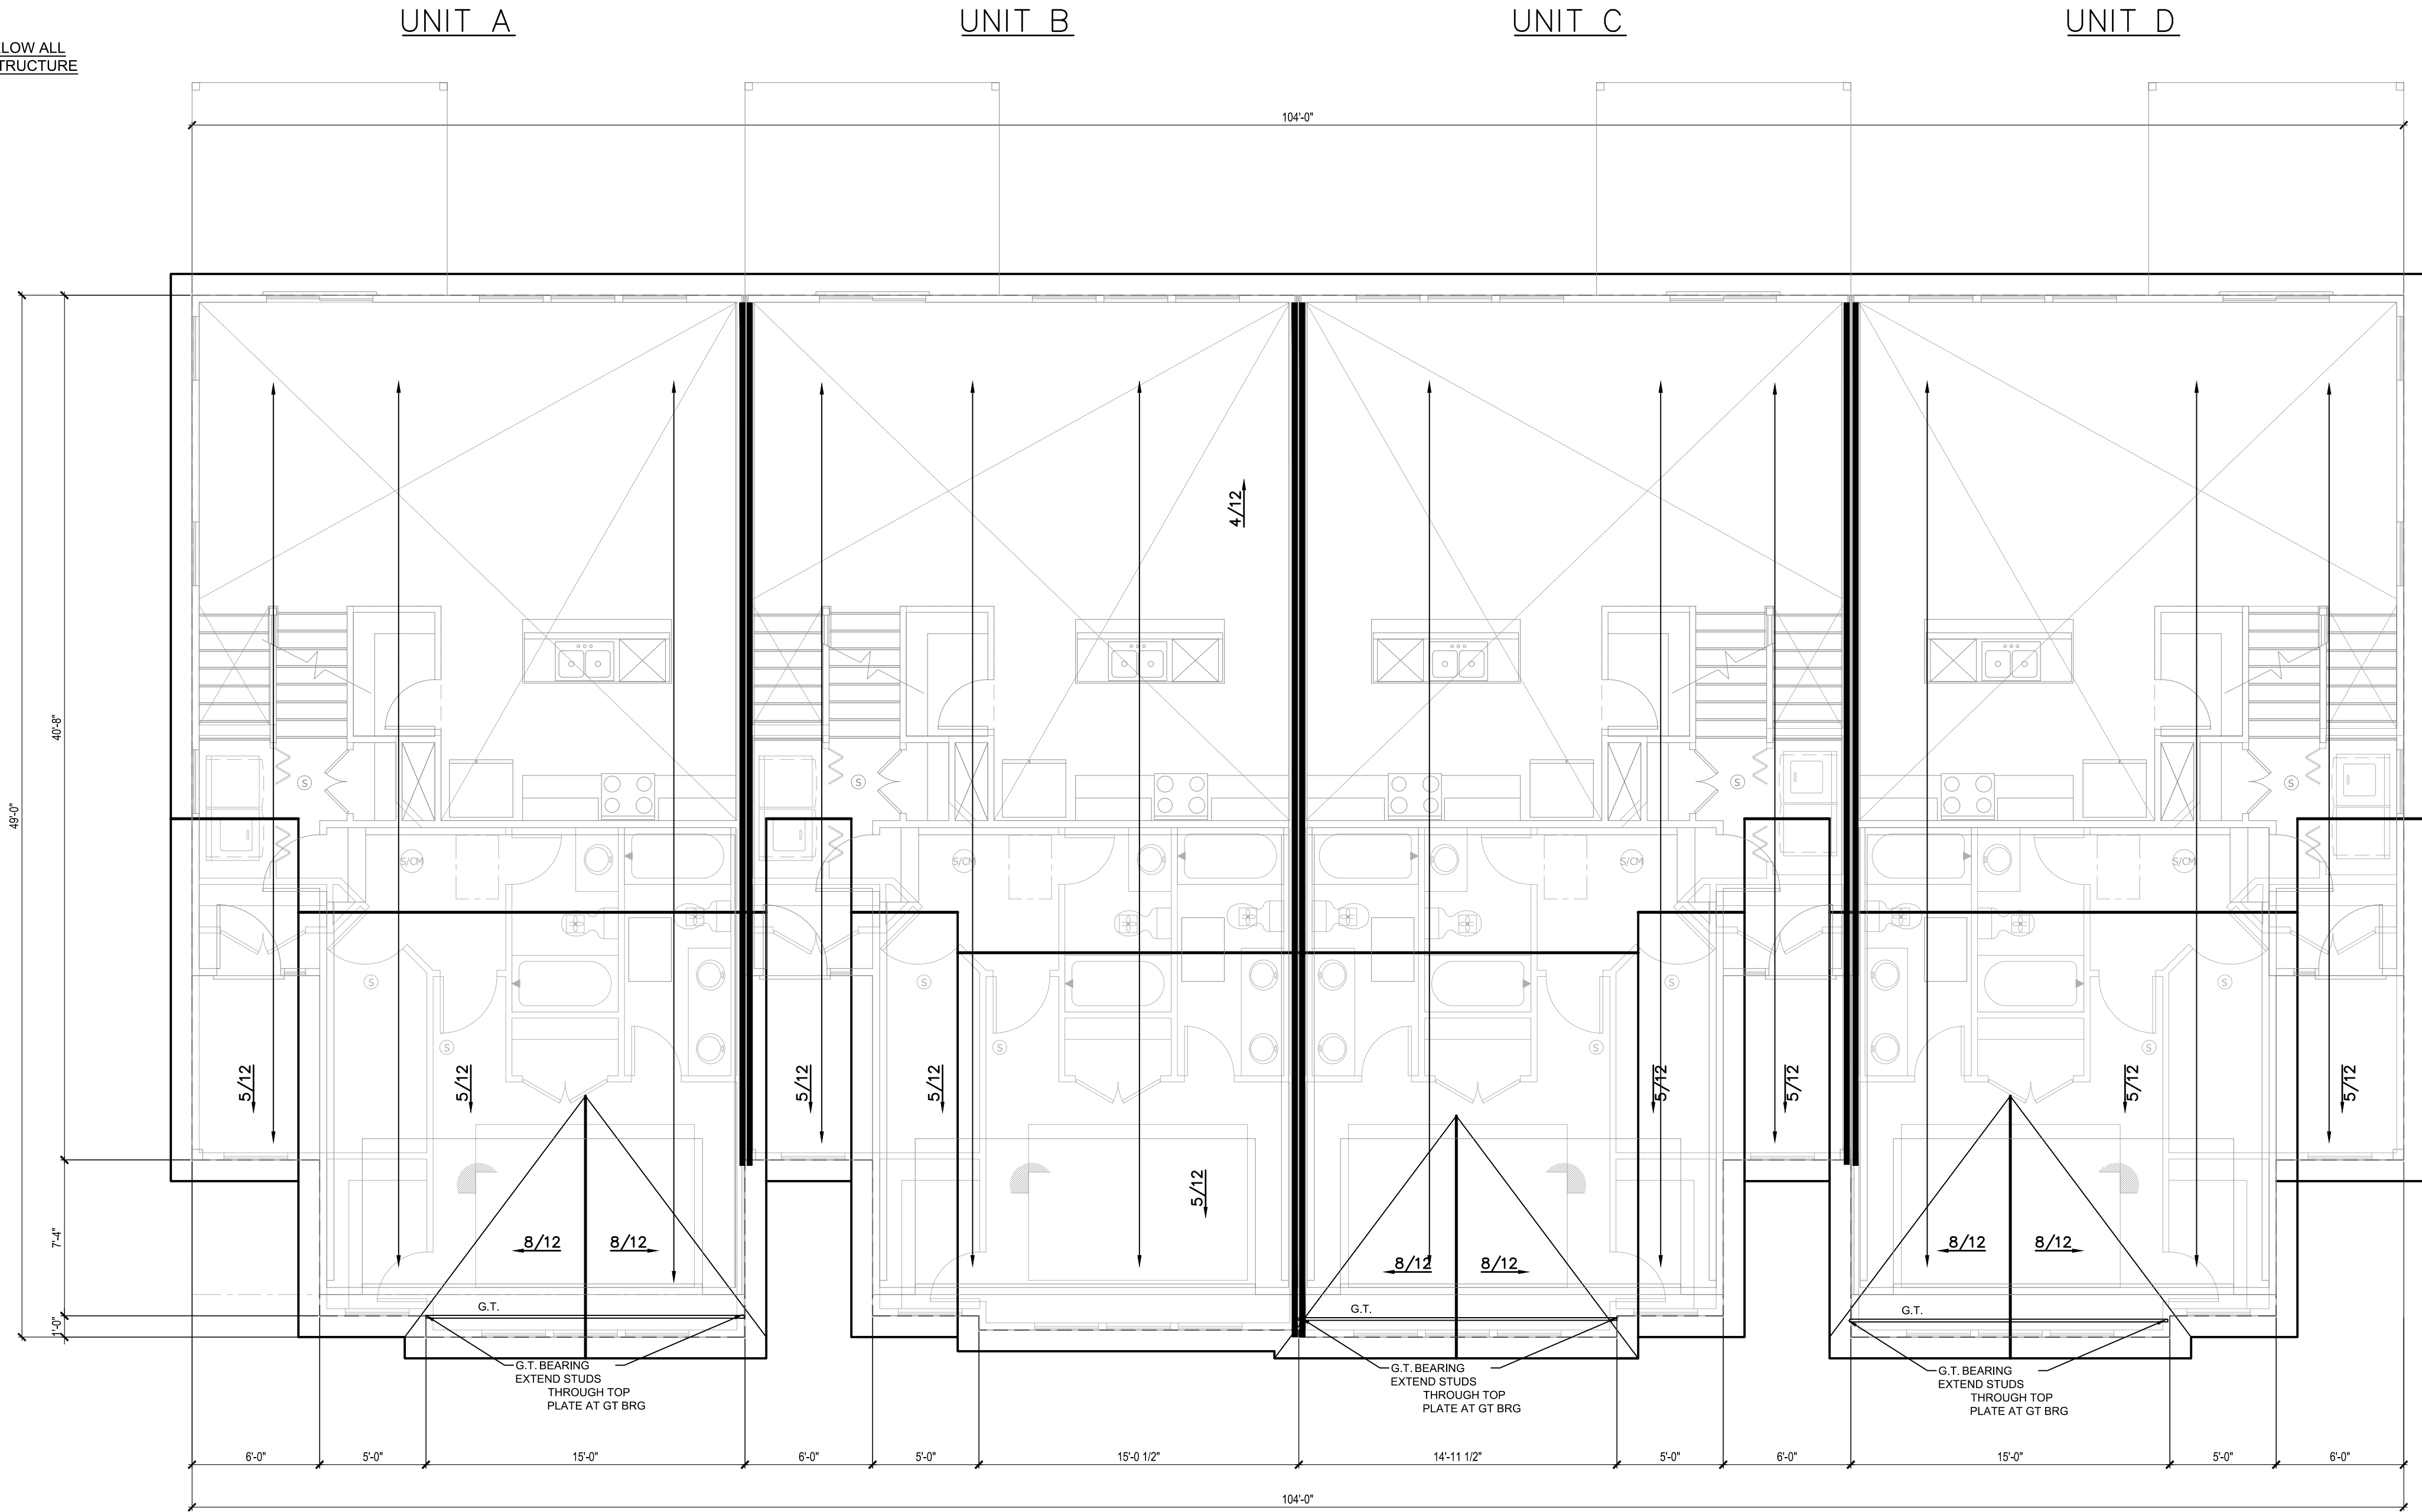 UNIT A
UNIT B
UNIT C
UNIT D
LOW ALL
TRUCTURE
104'-0"
4/12
40'-8"
49'-0"
S
S
S
S
S/CM
S/CM
S/CM
S/CM
S
S
S
S
S
S
S
S
5/12
5/12
5/12
5/12
5/12
5/12
5/12
5/12
5/12
7'-4"
8/12
8/12
8/12
8/12
8/12
8/12
1'-0"
G.T.
G.T.
G.T.
G.T. BEARING
EXTEND STUDS
THROUGH TOP
PLATE AT GT BRG
G.T. BEARING
EXTEND STUDS
THROUGH TOP
PLATE AT GT BRG
G.T. BEARING
EXTEND STUDS
THROUGH TOP
PLATE AT GT BRG
6'-0"
5'-0"
15'-0"
6'-0"
5'-0"
15'-0 1/2"
14'-11 1/2"
5'-0"
6'-0"
15'-0"
5'-0"
6'-0"
104'-0"